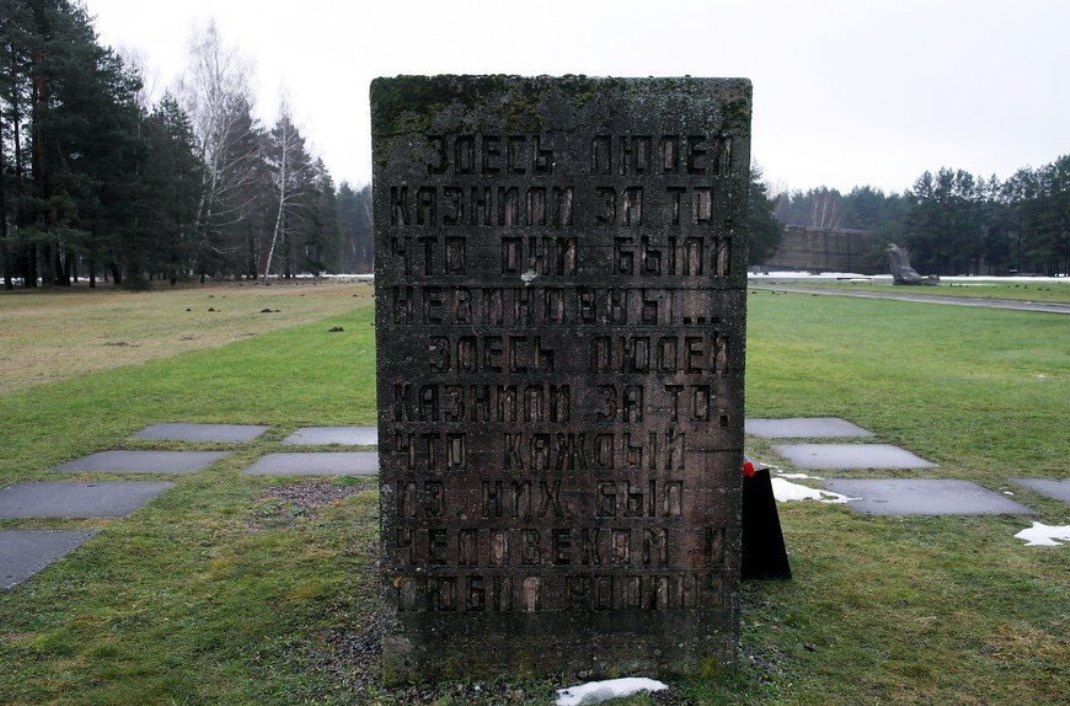 ЗДЕСЬ ЛЮДЕЙ
КАЗНИЛИ ЗА ТО,
ЧТО ОНИ БЫЛИ
НЕВИНОВНЫ...
ЗДЕСЬ ЛЮДЕЙ
КАЗНИЛИ ЗА ТО,
ЧТО КАЖДЫЙ
ИЗ НИХ БЫЛ
ЧЕЛОВЕКОМ И
ЛЮБИЛ РОДИНУ